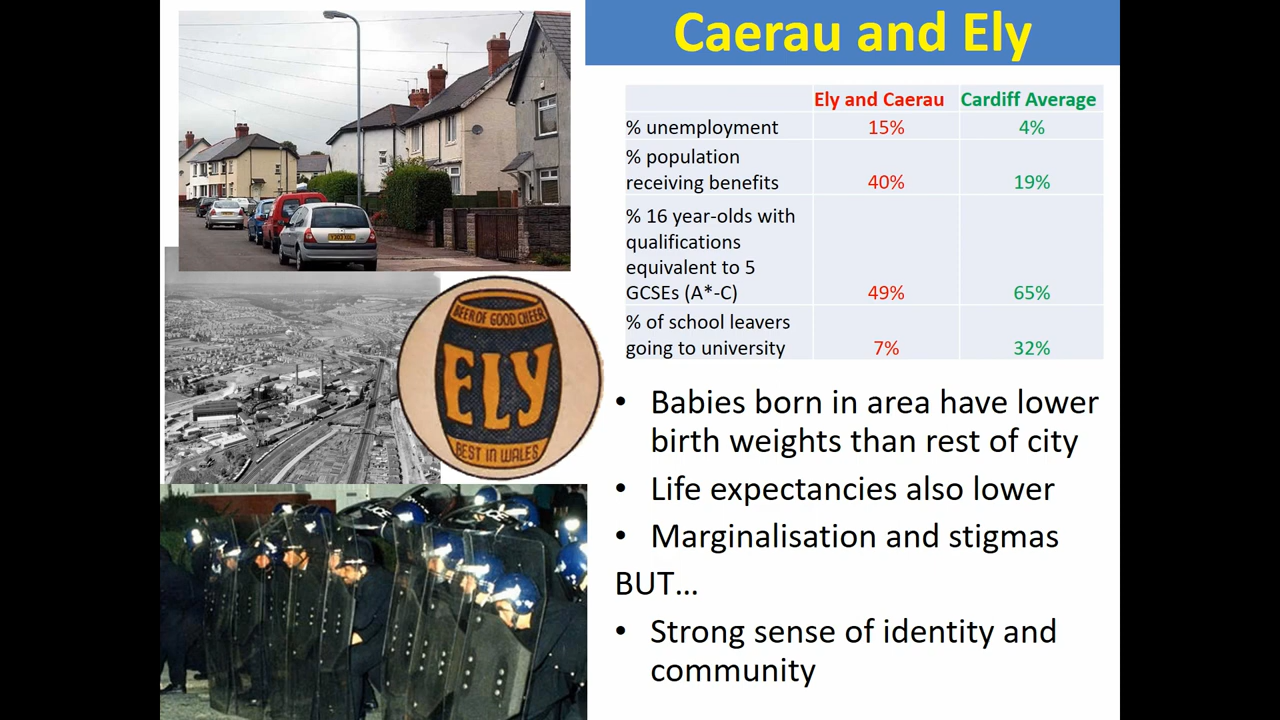 Caerau and Ely
Ely and Caerau Cardiff Average
% unemployment 15% 4%
% population
receiving benefits 40% 19%
% 16 year-olds with
qualifications
equivalent to 5
GCSEs (A*-C) 49% 65%
% of school leavers
going to university 7% 32%
BEER OF GOOD CHEER
ELY
BEST IN WALES
• Babies born in area have lower
birth weights than rest of city
• Life expectancies also lower
• Marginalisation and stigmas
BUT...
• Strong sense of identity and
community